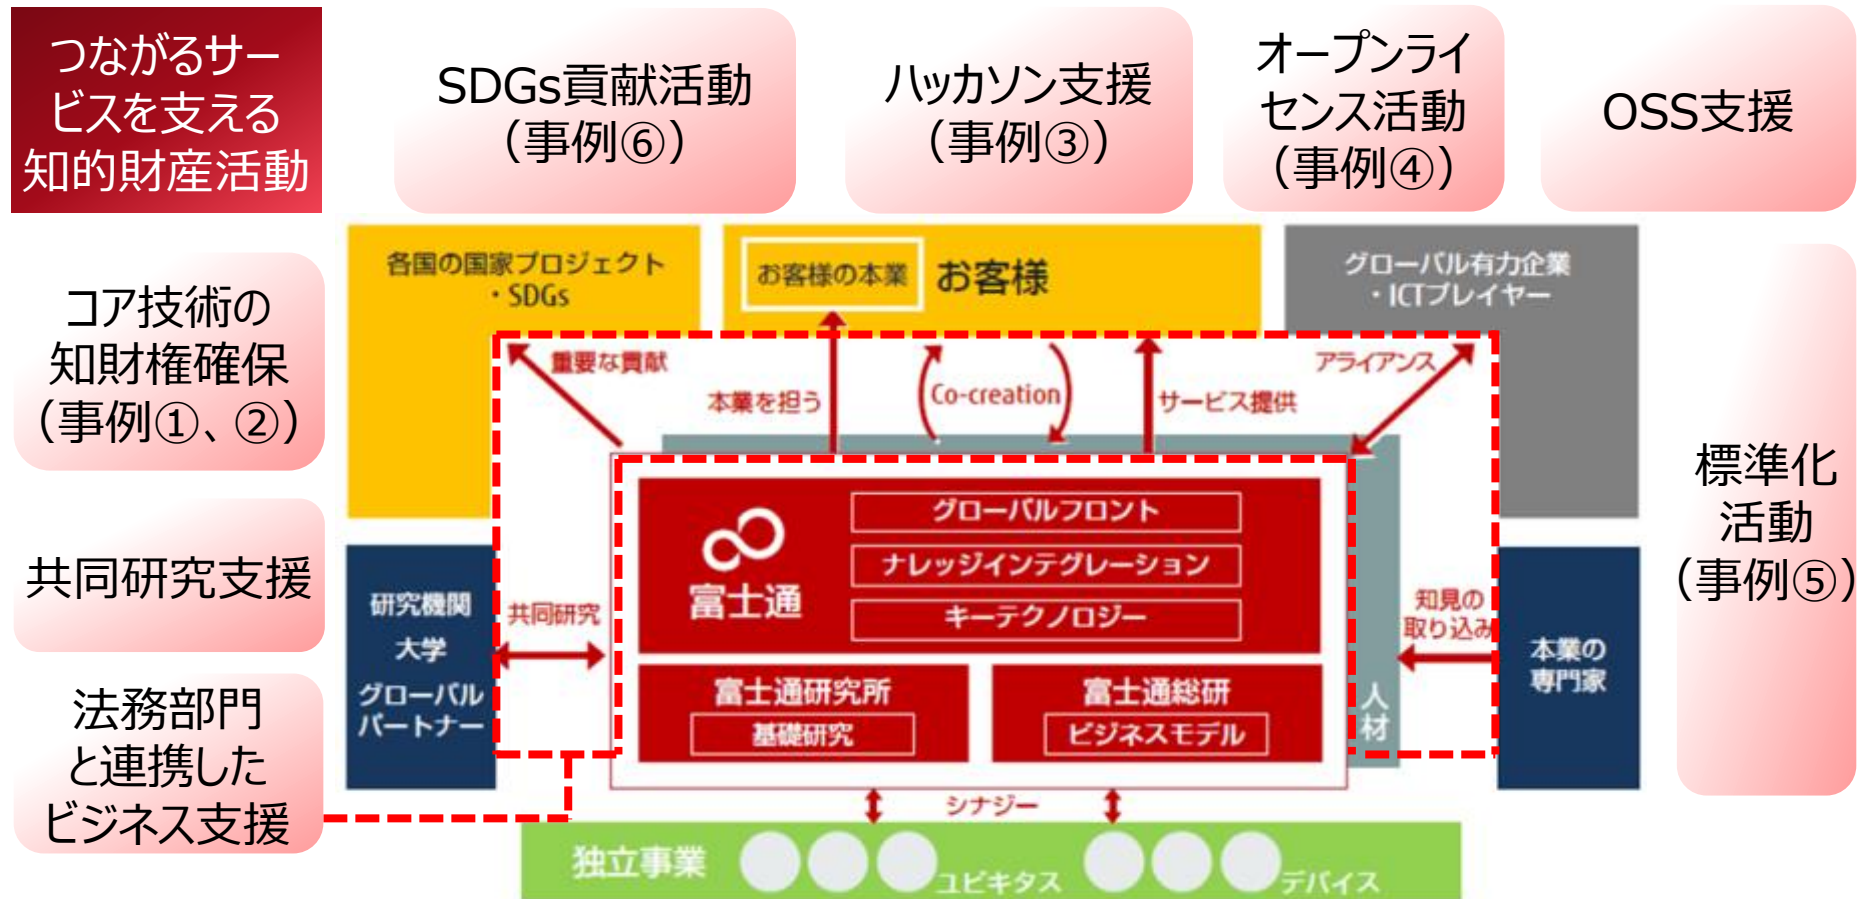 つながるサー
ビスを支える
知的財産活動
SDGs貢献活動
（事例⑥）
ハッカソン支援
（事例③）
オープンライ
センス活動
（事例④）
OSS支援
コア技術の
知財権確保
（事例①、②）
共同研究支援
法務部門
と連携した
ビジネス支援
標準化
活動
（事例⑤）
各国の国家プロジェクト
・SDGs
お客様の本業
お客様
グローバル有力企業
・ICTプレイヤー
重要な貢献
本業を担う
Co-creation
サービス提供
アライアンス
富士通
グローバルフロント
ナレッジインテグレーション
キーテクノロジー
研究機関
大学
グローバル
パートナー
共同研究
知見の
取り込み
本業の
専門家
富士通研究所
基礎研究
富士通総研
ビジネスモデル
人
材
シナジー
独立事業
ユビキタス
デバイス